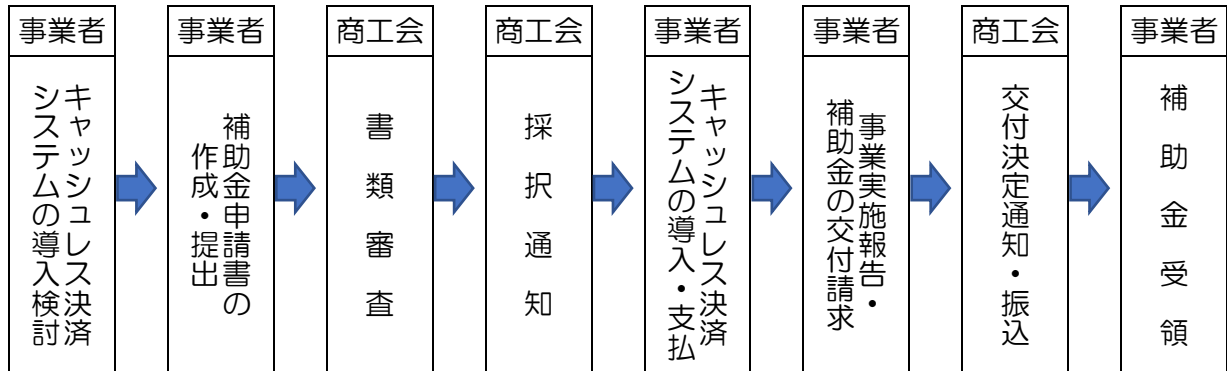 事業者
キャッシュレス決済
システムの導入検討
事業者
補助金申請書の
作成・提出
商工会
書類審査
商工会
採択通知
事業者
キャッシュレス決済
システムの導入・支払
事業者
事業実施報告・
補助金の交付請求
商工会
交付決定通知・振込
事業者
補助金受領